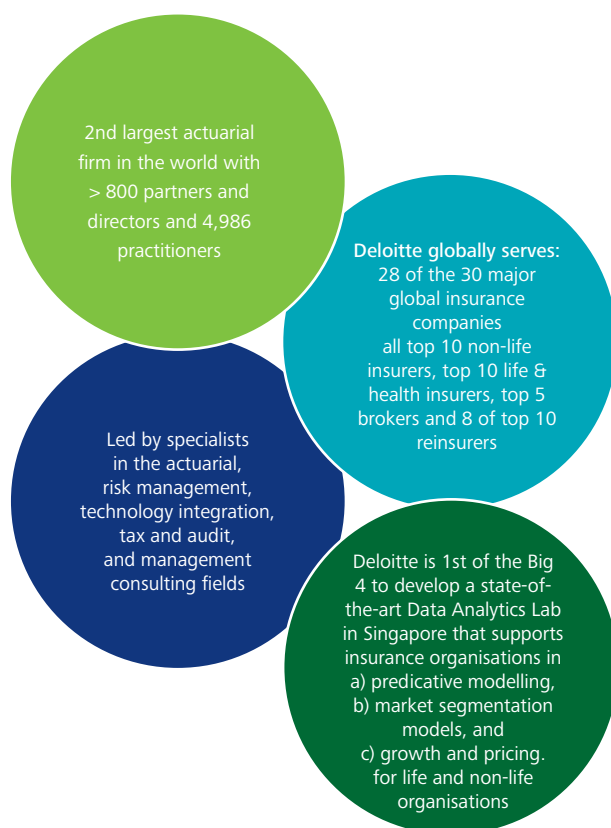 2nd largest actuarial
firm in the world with
> 800 partners and
directors and 4,986
practitioners
Deloitte globally serves:
28 of the 30 major
global insurance
companies
all top 10 non-life
insurers, top 10 life &
health insurers, top 5
brokers and 8 of top 10
reinsurers
Led by specialists
in the actuarial,
risk management,
technology integration,
tax and audit,
and management
consulting fields
Deloitte is 1st of the Big
4 to develop a state-of-
the-art Data Analytics Lab
in Singapore that supports
insurance organisations in
a) predicative modelling,
b) market segmentation
models, and
c) growth and pricing.
for life and non-life
organisations